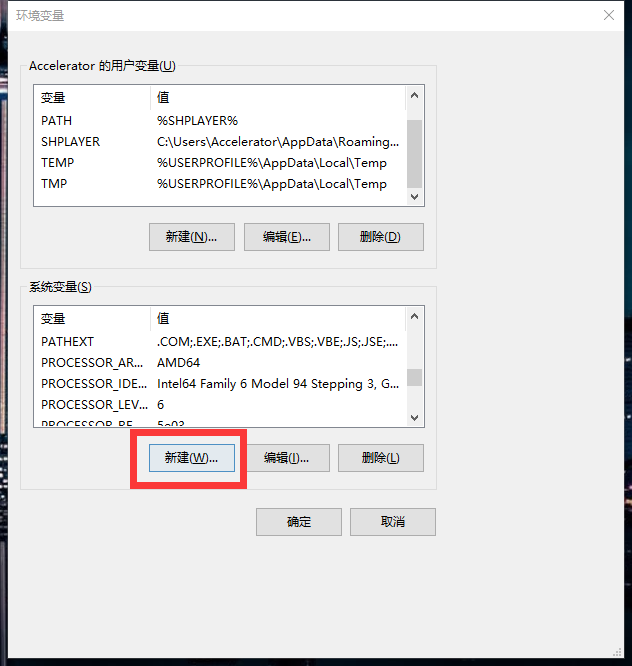 环境变量
Accelerator 的用户变量(U)
变量 值
PATH %SHPLAYER%
SHPLAYER C:\Users\Accelerator\AppData\Roaming...
TEMP %USERPROFILE%\AppData\Local\Temp
TMP %USERPROFILE%\AppData\Local\Temp
新建(N)... 编辑(E)... 删除(D)
系统变量(S)
变量 值
PATHEXT .COM;.EXE;.BAT;.CMD;.VBS;.VBE;.JS;.JSE;....
PROCESSOR_AR... AMD64
PROCESSOR_IDE... Intel64 Family 6 Model 94 Stepping 3, G...
PROCESSOR_LEV... 6
PROCESSOR_RE... 5e03
新建(W)... 编辑(I)... 删除(L)
确定 取消